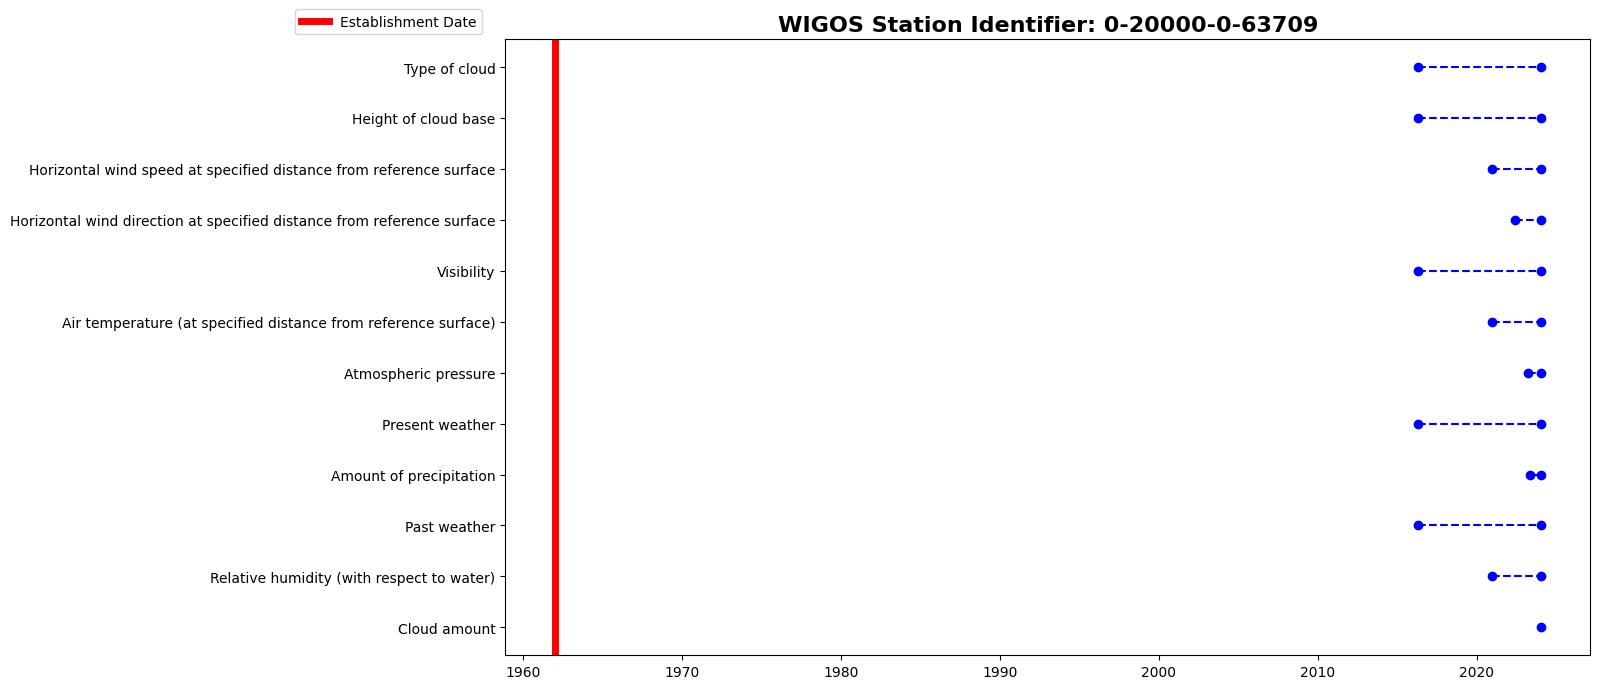 Establishment Date
WIGOS Station Identifier: 0-20000-0-63709
Type of cloud
Height of cloud base
Horizontal wind speed at specified distance from reference surface
Horizontal wind direction at specified distance from reference surface
Visibility
Air temperature (at specified distance from reference surface)
Atmospheric pressure
Present weather
Amount of precipitation
Past weather
Relative humidity (with respect to water)
Cloud amount
1960 1970 1980 1990 2000 2010 2020